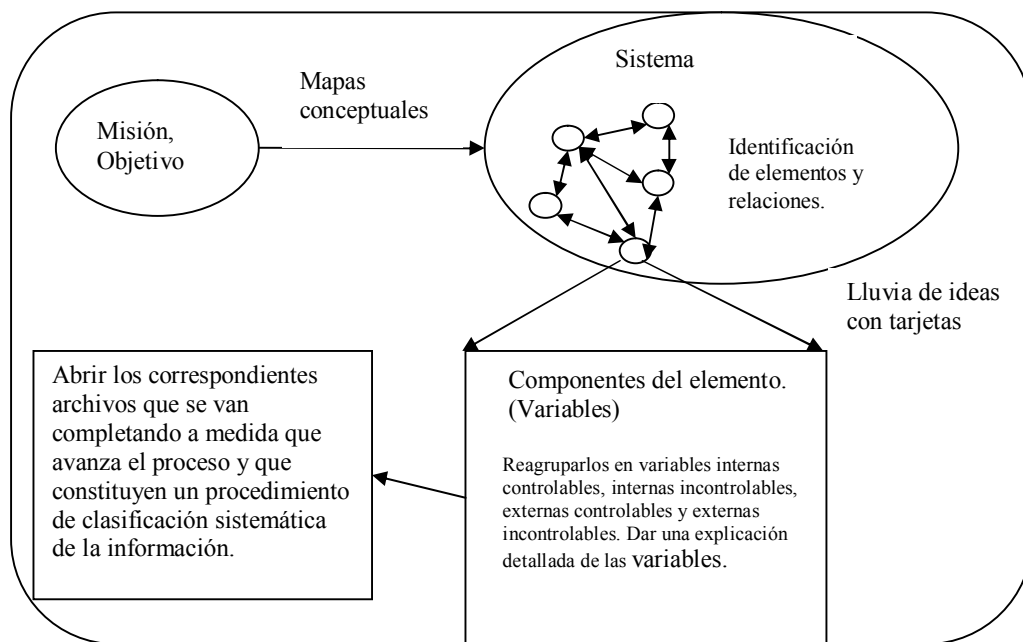 Misión,
Objetivo
Mapas
conceptuales
Sistema
Identificación
de elementos y
relaciones.
Lluvia de ideas
con tarjetas
Componentes del elemento.
(Variables)
Reagruparlos en variables internas
controlables, internas incontrolables,
externas controlables y externas
incontrolables. Dar una explicación
detallada de las variables.
Abrir los correspondientes
archivos que se van
completando a medida que
avanza el proceso y que
constituyen un procedimiento
de clasificación sistemática
de la información.